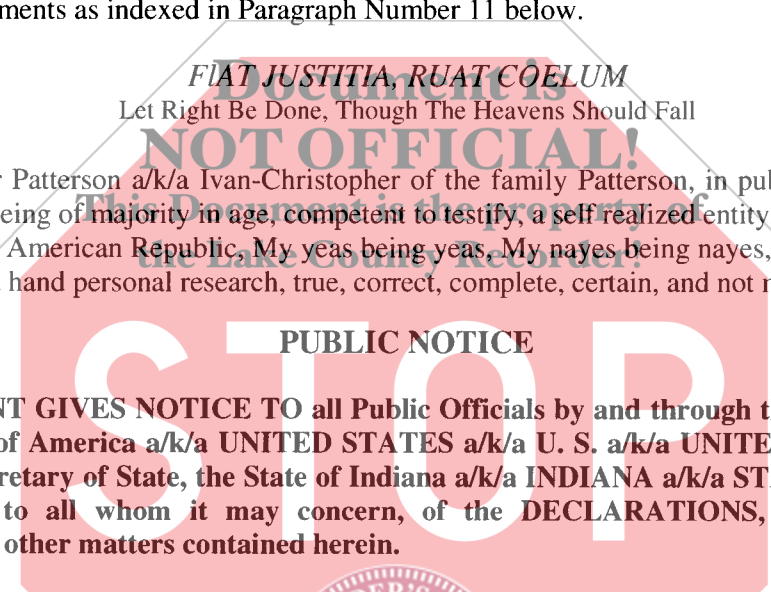 ments as indexed in Paragraph Number 11 below.
FIAT JUSTITIA, RUAT COELUM
Let Right Be Done, Though The Heavens Should Fall
Document is
NOT OFFICIAL!
Patterson a/k/a Ivan-Christopher of the family Patterson, in pub
eing of majority in age, competent to testify, a self realized entity
This Document is the property of
American Republic, My yeas being yeas, My nayes being nayes,
the Lake County Recorder!
hand personal research, true, correct, complete, certain, and not
PUBLIC NOTICE
STOP
NT GIVES NOTICE TO all Public Officials by and through t
of America a/k/a UNITED STATES a/k/a U. S. a/k/a UNITE
retary of State, the State of Indiana a/k/a INDIANA a/k/a ST
to all whom it may concern, of the DECLARATIONS,
other matters contained herein.